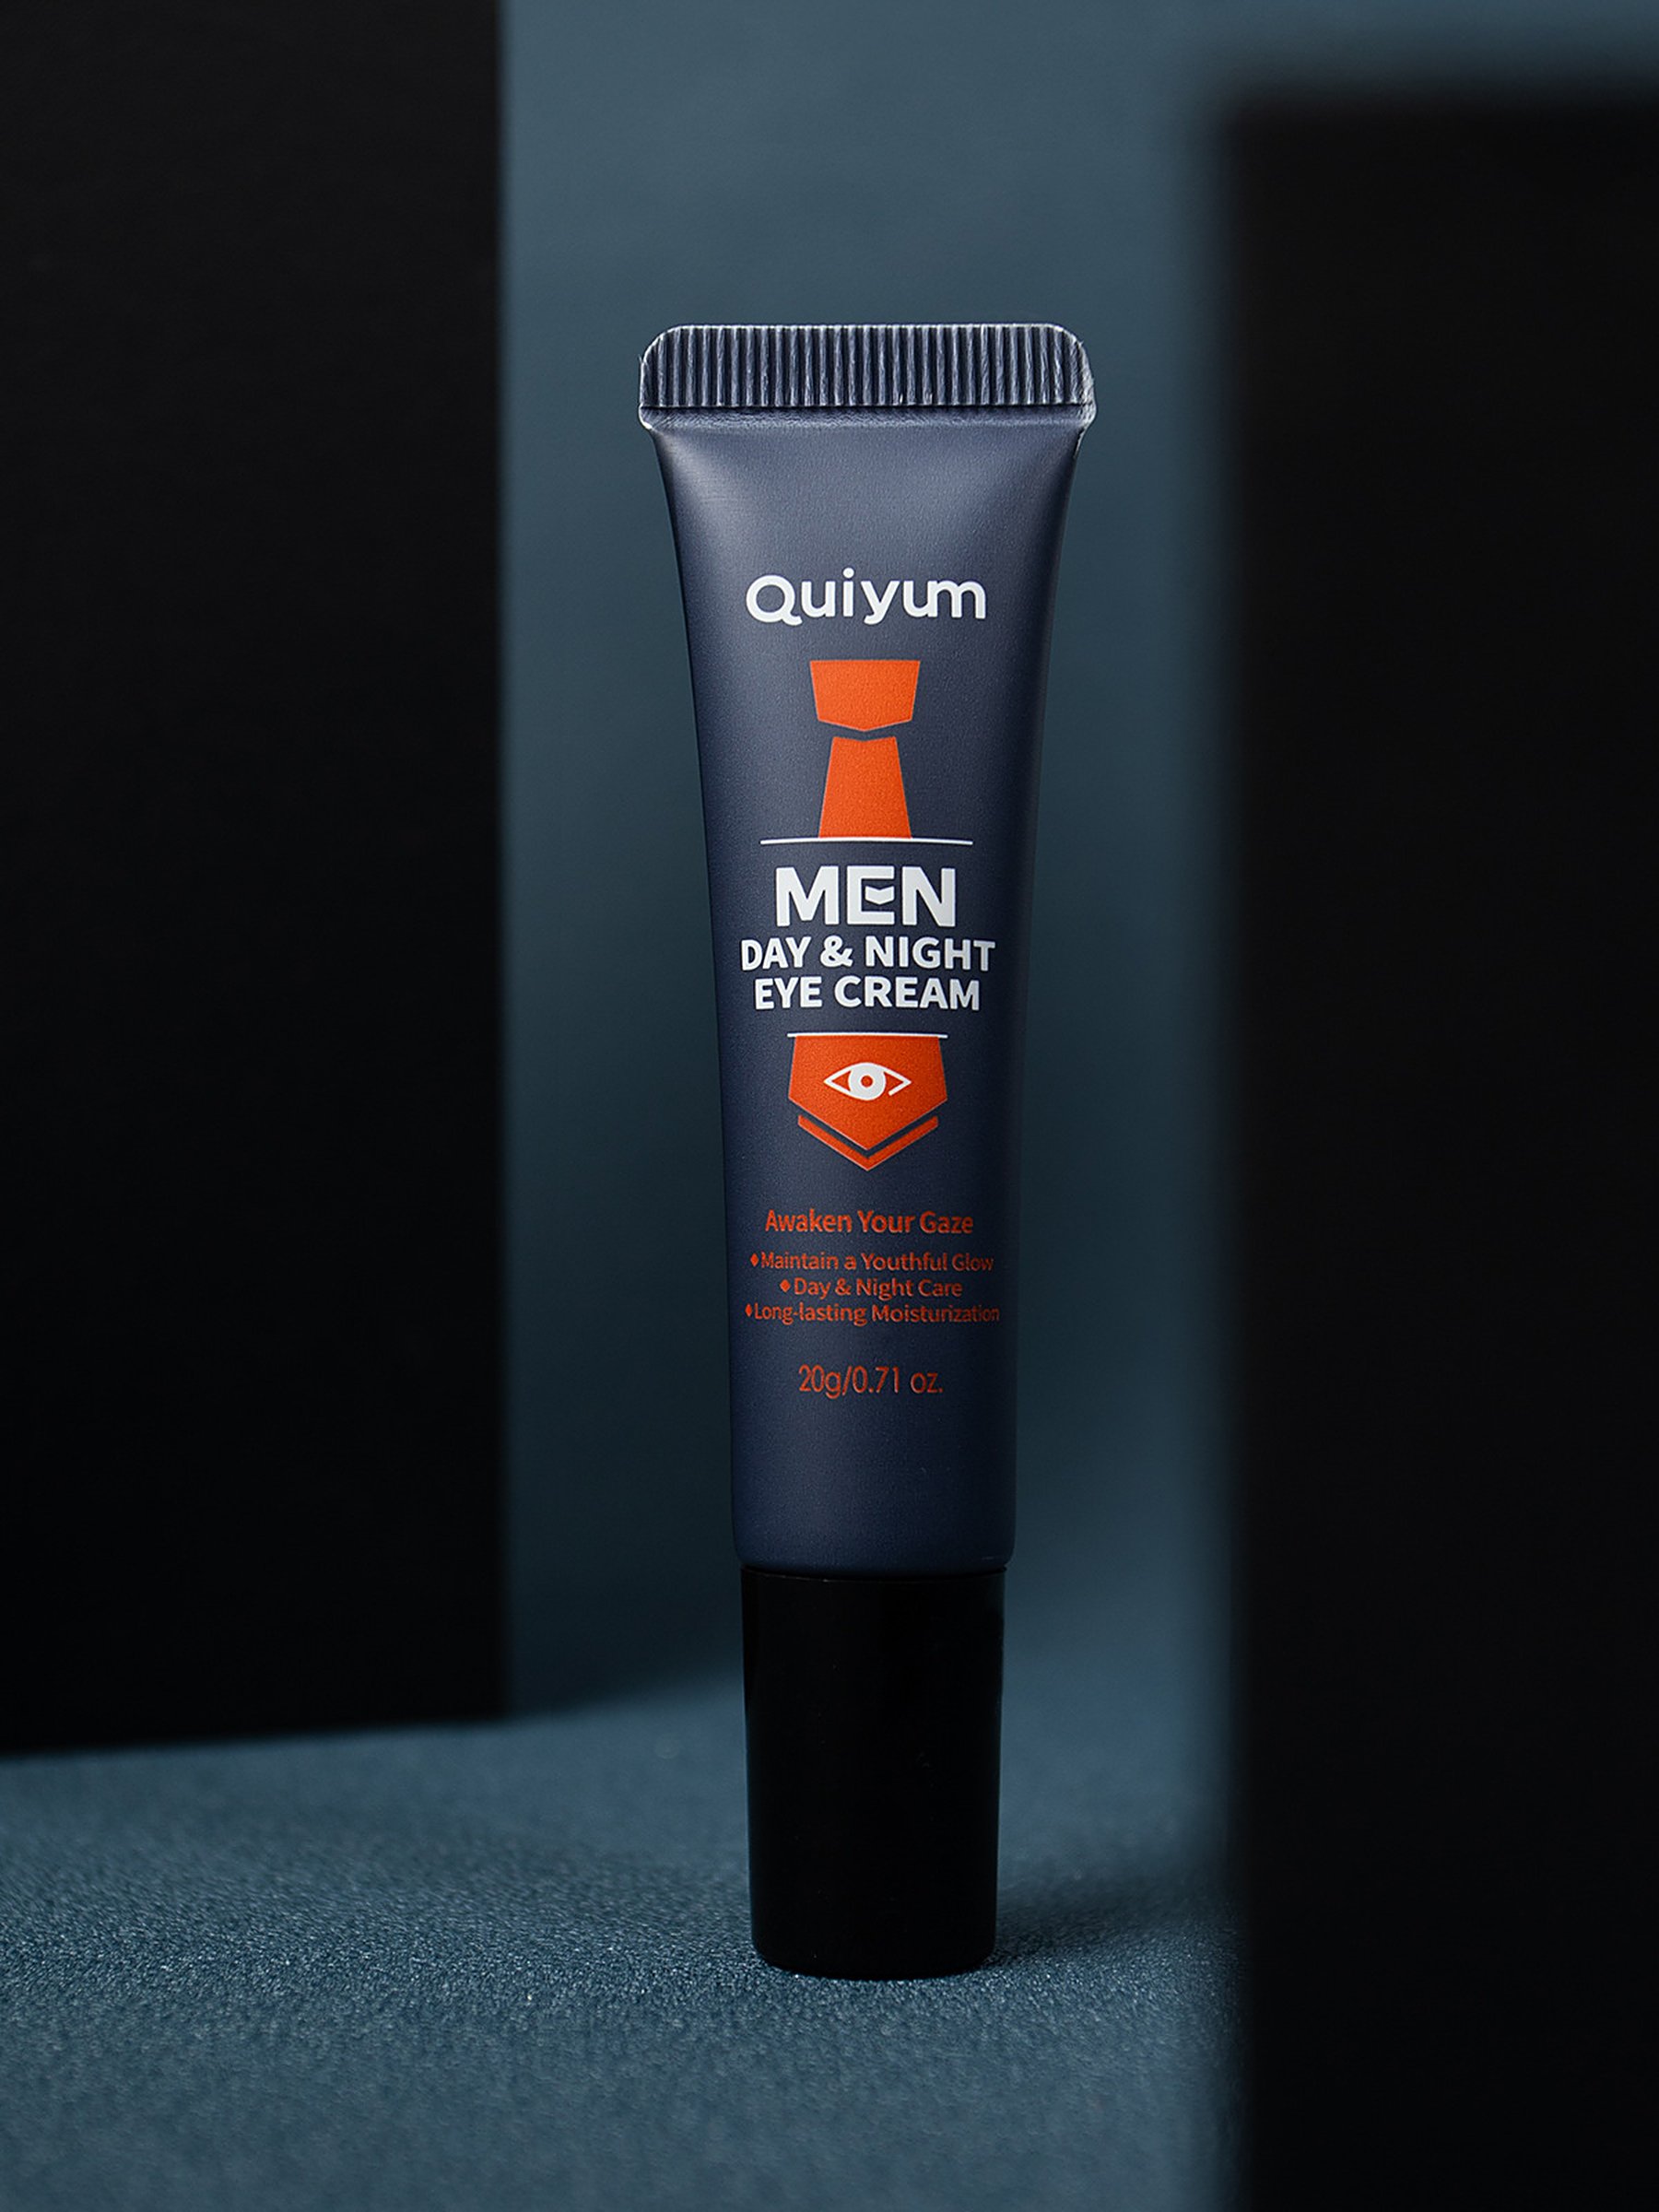 Quiyum
MEN
DAY & NIGHT
EYE CREAM
Awaken Your Gaze
♦Maintain a Youthful Glow
♦Day & Night Care
♦Long-lasting Moisturization
20g/0.71 oz.